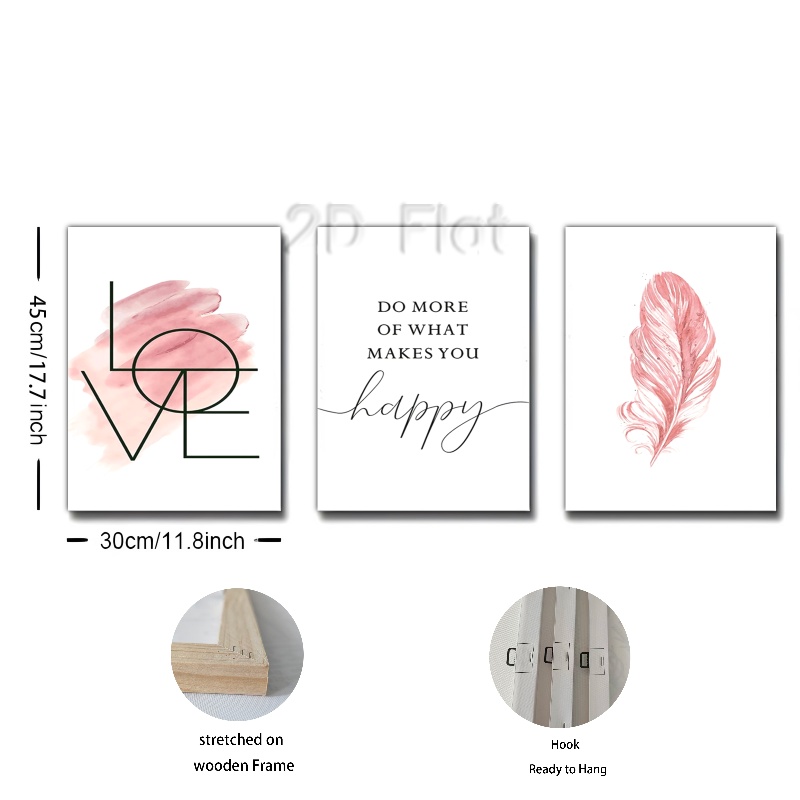 2D Flat
45cm/17.7inch
LOVE
DO MORE
OF WHAT
MAKES YOU
happy
30cm/11.8inch
stretched on
wooden Frame
Hook
Ready to Hang